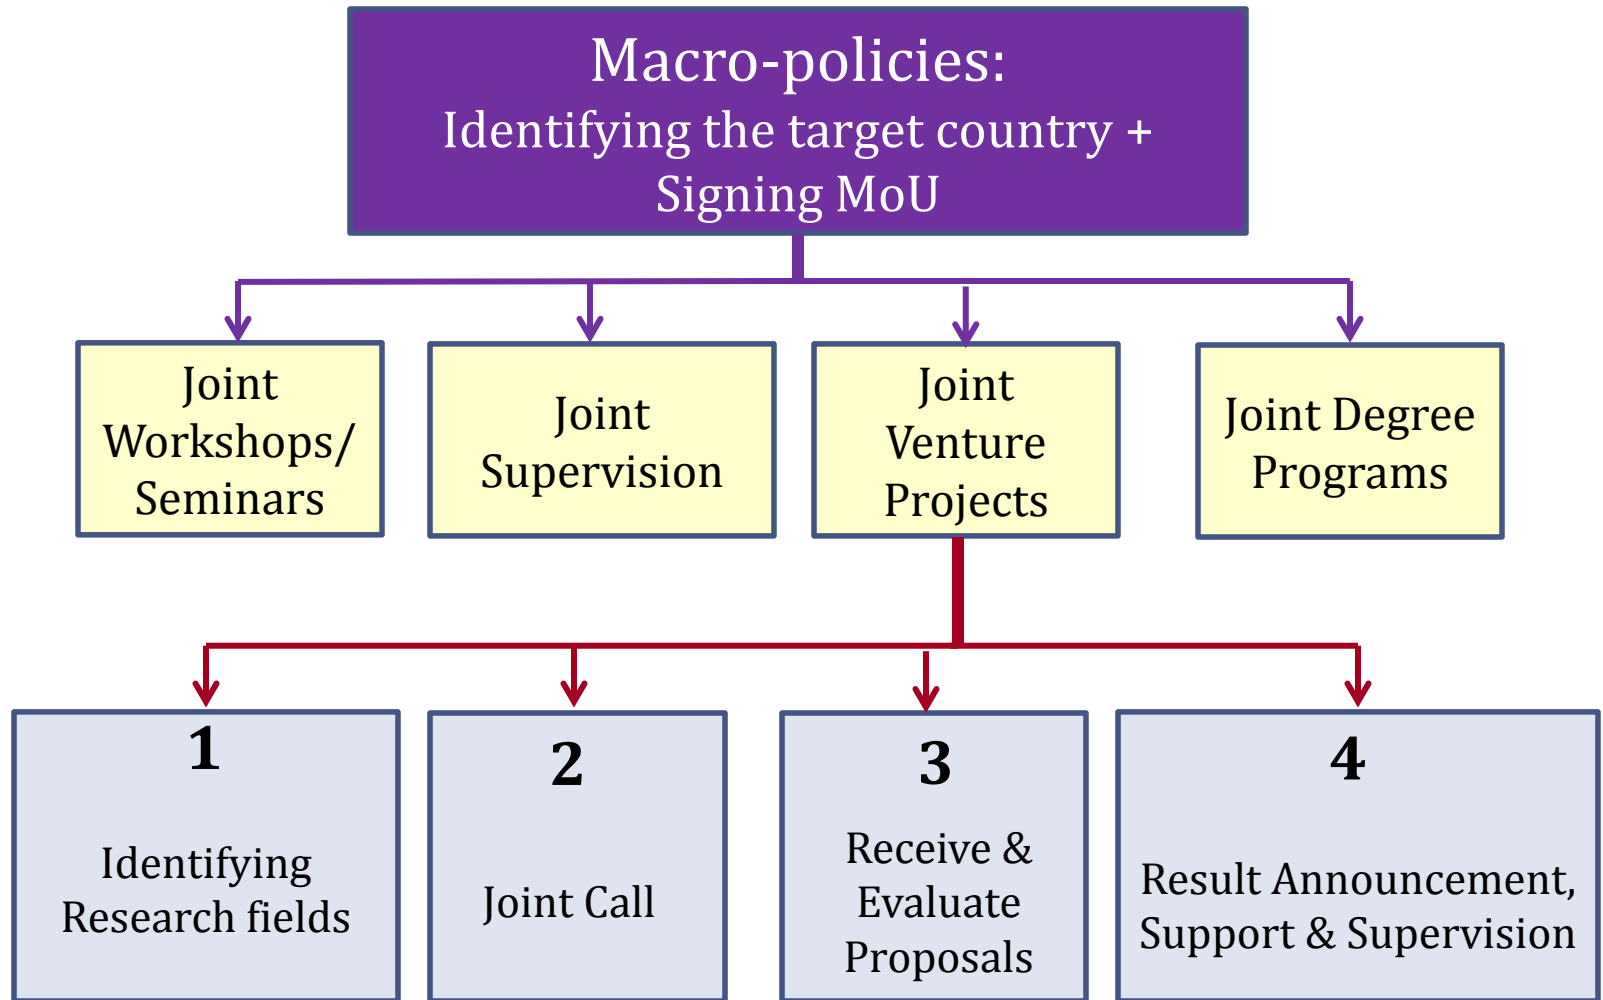 Macro-policies:
Identifying the target country +
Signing MoU
Joint
Workshops/
Seminars
Joint
Supervision
Joint
Venture
Projects
Joint Degree
Programs
1
Identifying
Research fields
2
Joint Call
3
Receive &
Evaluate
Proposals
4
Result Announcement,
Support & Supervision